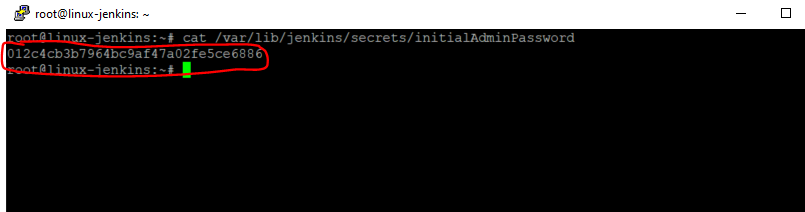 root@linux-jenkins: ~
root@linux-jenkins:~# cat /var/lib/jenkins/secrets/initialAdminPassword
012c4cb3b7964bc9af47a02fe5ce6886
root@linux-jenkins:~#